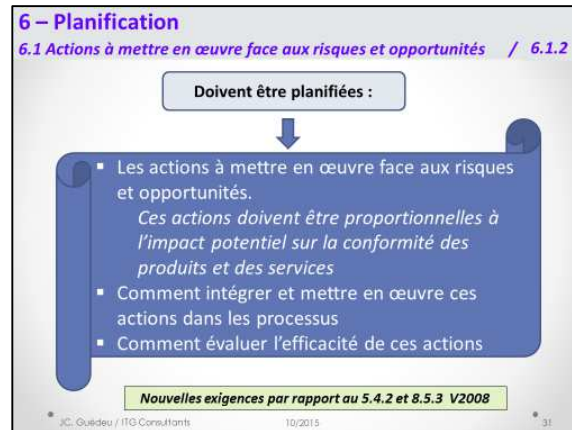 6 – Planification
6.1 Actions à mettre en œuvre face aux risques et opportunités / 6.1.2
Doivent être planifiées :
▪ Les actions à mettre en œuvre face aux risques
et opportunités.
Ces actions doivent être proportionnelles à
l'impact potentiel sur la conformité des
produits et des services
▪ Comment intégrer et mettre en œuvre ces
actions dans les processus
▪ Comment évaluer l'efficacité de ces actions
Nouvelles exigences par rapport au 5.4.2 et 8.5.3 V2008
JC. Guédeu / ITG Consultants 10/2015 31